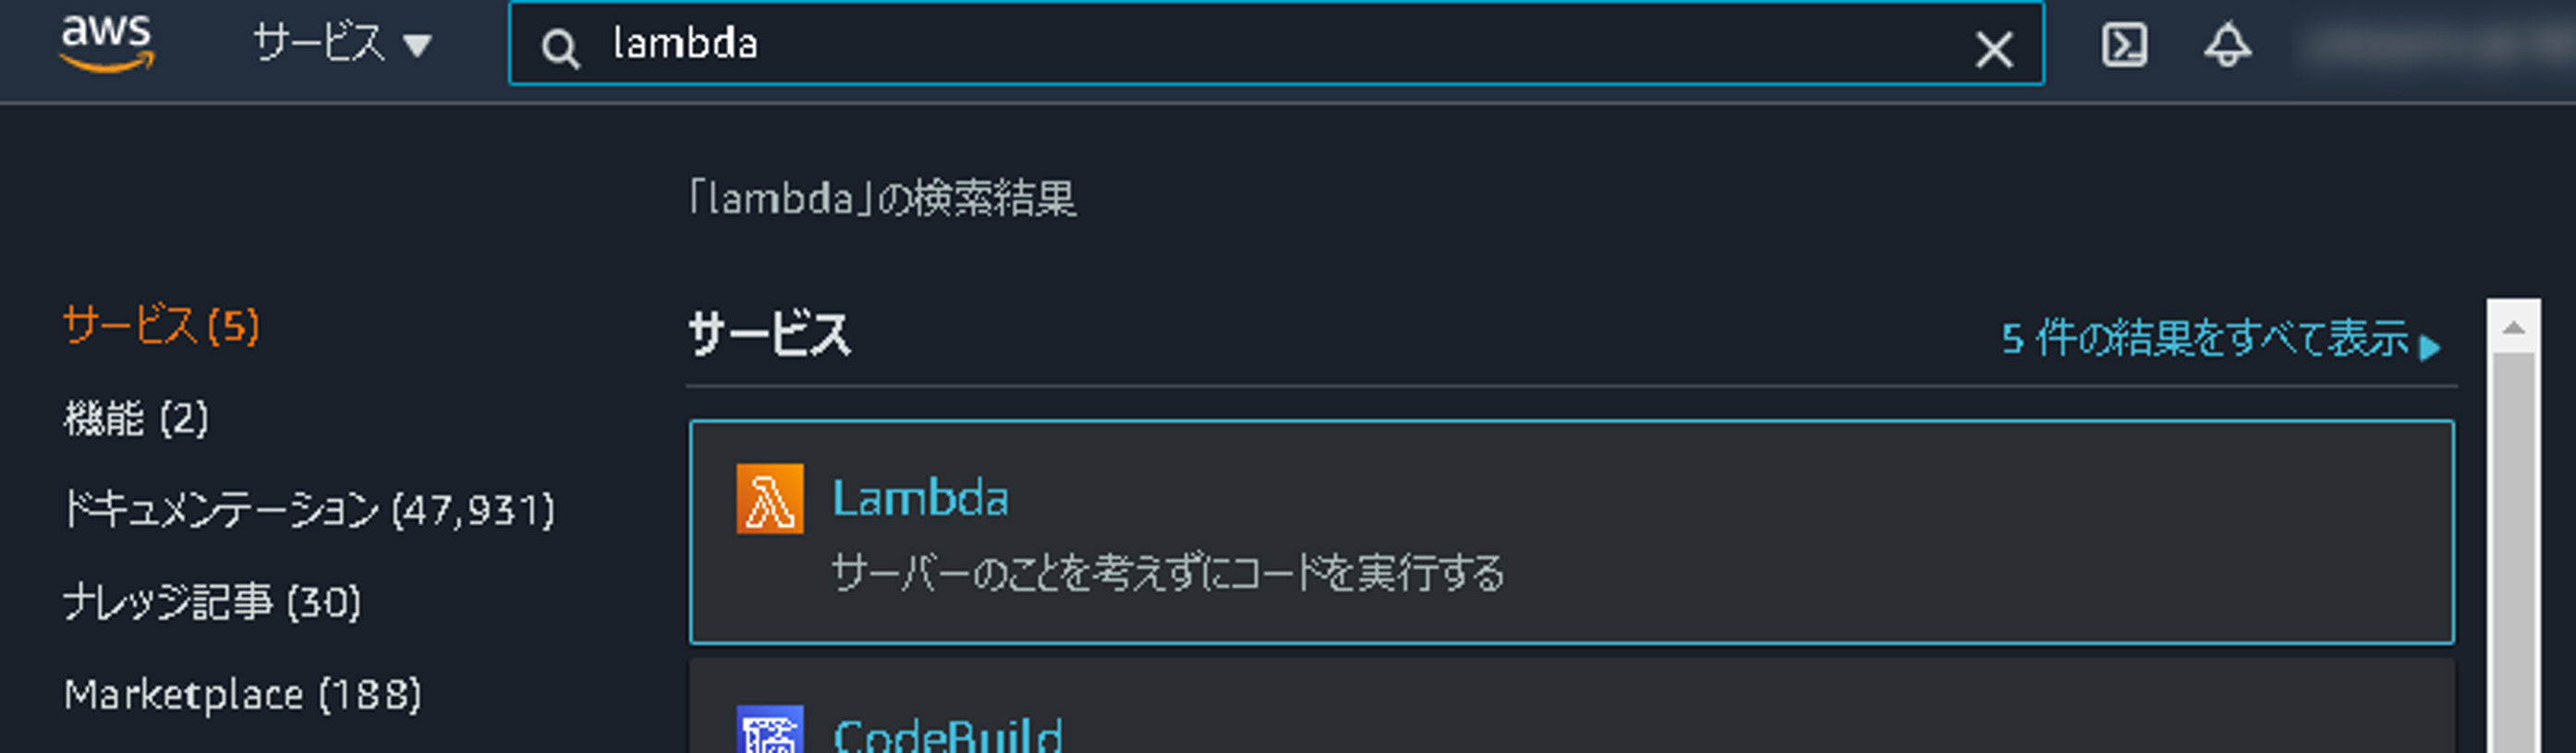 aws サービス ▼ lambda
「lambda」の検索結果
サービス (5)
機能 (2)
ドキュメンテーション (47,931)
ナレッジ記事 (30)
Marketplace (188)
サービス
5 件の結果をすべて表示 ▶
Lambda
サーバーのことを考えずにコードを実行する
CodeBuild